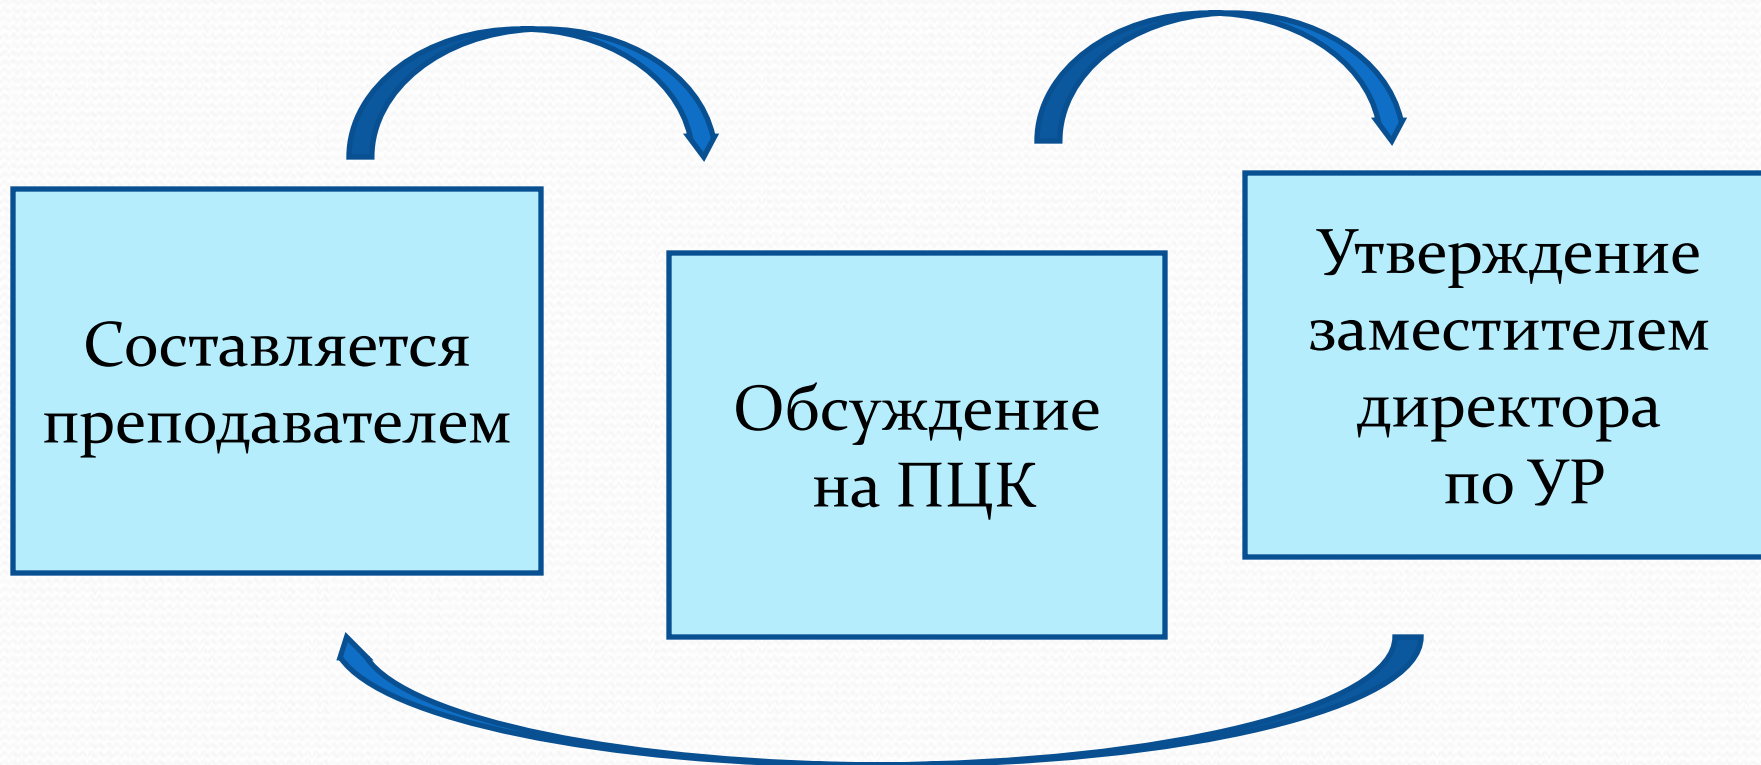 Составляется
преподавателем
Обсуждение
на ПЦК
Утверждение
заместителем
директора
по УР